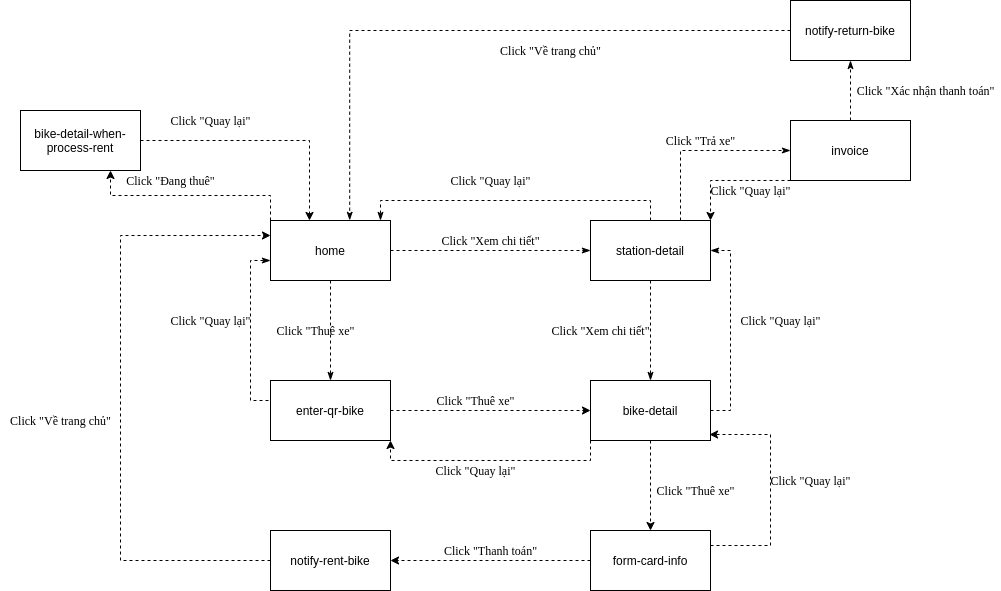 notify-return-bike
Click "Về trang chủ"
Click "Xác nhận thanh toán"
Click "Quay lại"
bike-detail-when-
process-rent
Click "Trả xe"
invoice
Click "Đang thuê"
Click "Quay lại"
Click "Quay lại"
home
Click "Xem chi tiết"
station-detail
Click "Quay lại"
Click "Thuê xe"
Click "Xem chi tiết"
Click "Quay lại"
enter-qr-bike
Click "Thuê xe"
bike-detail
Click "Về trang chủ"
Click "Quay lại"
Click "Thuê xe"
Click "Quay lại"
notify-rent-bike
Click "Thanh toán"
form-card-info